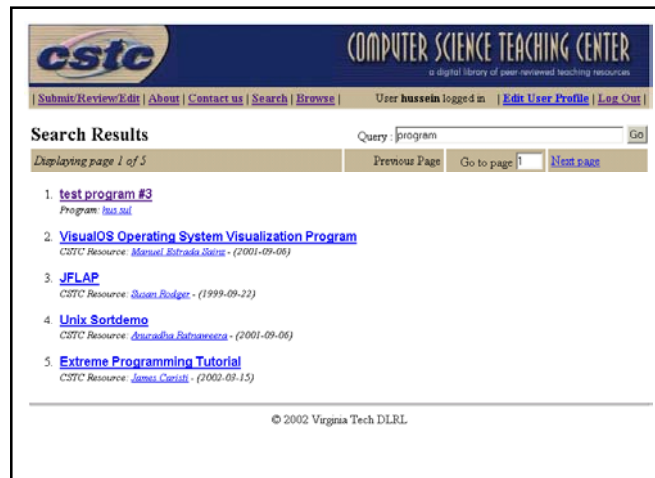 cstc
COMPUTER SCIENCE TEACHING CENTER
a digital library of peer-reviewed teaching resources
| Submit/Review/Edit | About | Contact us | Search | Browse | User hussein logged in | Edit User Profile | Log Out |
Search Results Query : program Go
Displaying page 1 of 5 Previous Page Go to page 1 Next page
1. test program #3
Program: hus sul
2. VisualOS Operating System Visualization Program
CSTC Resource: Manuel Estrada Sainz - (2001-09-06)
3. JFLAP
CSTC Resource: Susan Rodger - (1999-09-22)
4. Unix Sortdemo
CSTC Resource: Anuradha Ratnaweera - (2001-09-06)
5. Extreme Programming Tutorial
CSTC Resource: James Caristi - (2002-03-15)
© 2002 Virginia Tech DLRL